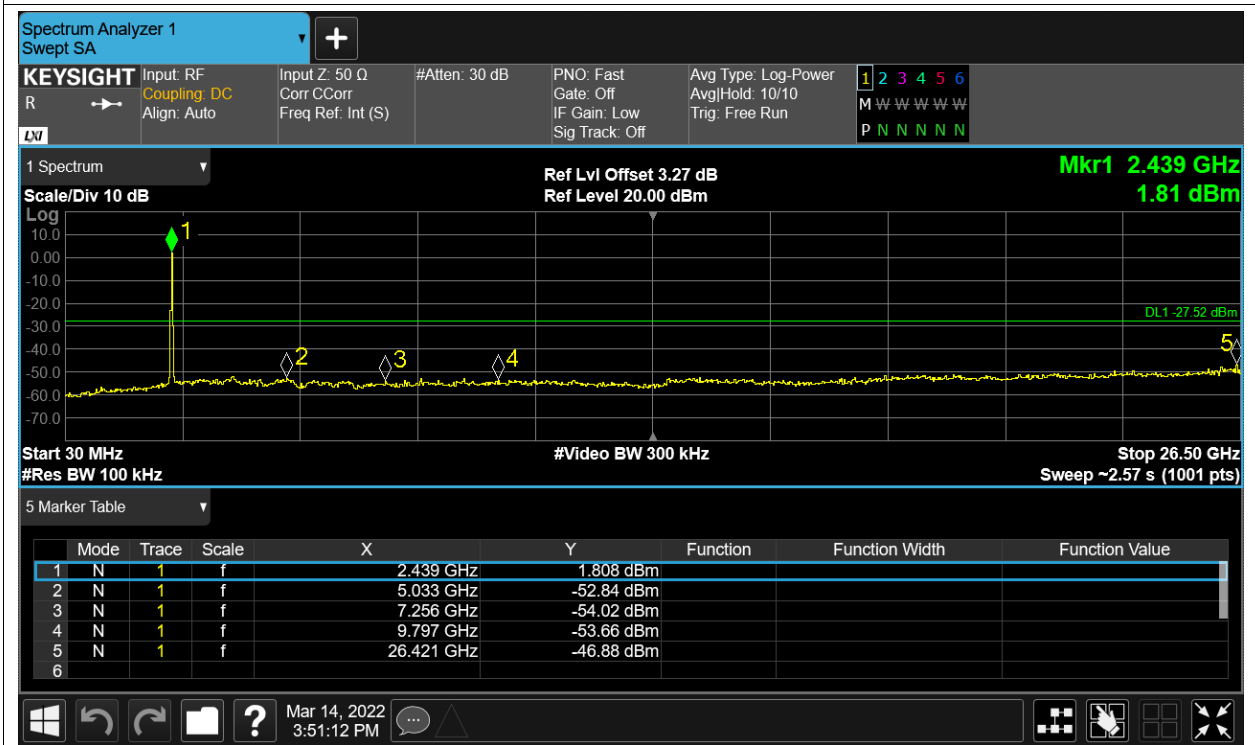 Spectrum Analyzer 1
Swept SA
KEYSIGHT
R
LXI
Input: RF
Coupling: DC
Align: Auto
Input Z: 50 Ω
Corr CCorr
Freq Ref: Int (S)
#Atten: 30 dB
PNO: Fast
Gate: Off
IF Gain: Low
Sig Track: Off
Avg Type: Log-Power
Avg|Hold: 10/10
Trig: Free Run
1 2 3 4 5 6
M W W W W W
P N N N N N
1 Spectrum
Scale/Div 10 dB
Ref Lvl Offset 3.27 dB
Ref Level 20.00 dBm
Mkr1 2.439 GHz
1.81 dBm
Log
10.0
0.00
-10.0
-20.0
-30.0
-40.0
-50.0
-60.0
-70.0
1
2
3
4
5
DL1 -27.52 dBm
Start 30 MHz
#Video BW 300 kHz
Stop 26.50 GHz
#Res BW 100 kHz
Sweep ~2.57 s (1001 pts)
5 Marker Table
Mode Trace Scale X Y Function Function Width Function Value
1 N 1 f 2.439 GHz 1.808 dBm
2 N 1 f 5.033 GHz -52.84 dBm
3 N 1 f 7.256 GHz -54.02 dBm
4 N 1 f 9.797 GHz -53.66 dBm
5 N 1 f 26.421 GHz -46.88 dBm
6
?
Mar 14, 2022
3:51:12 PM